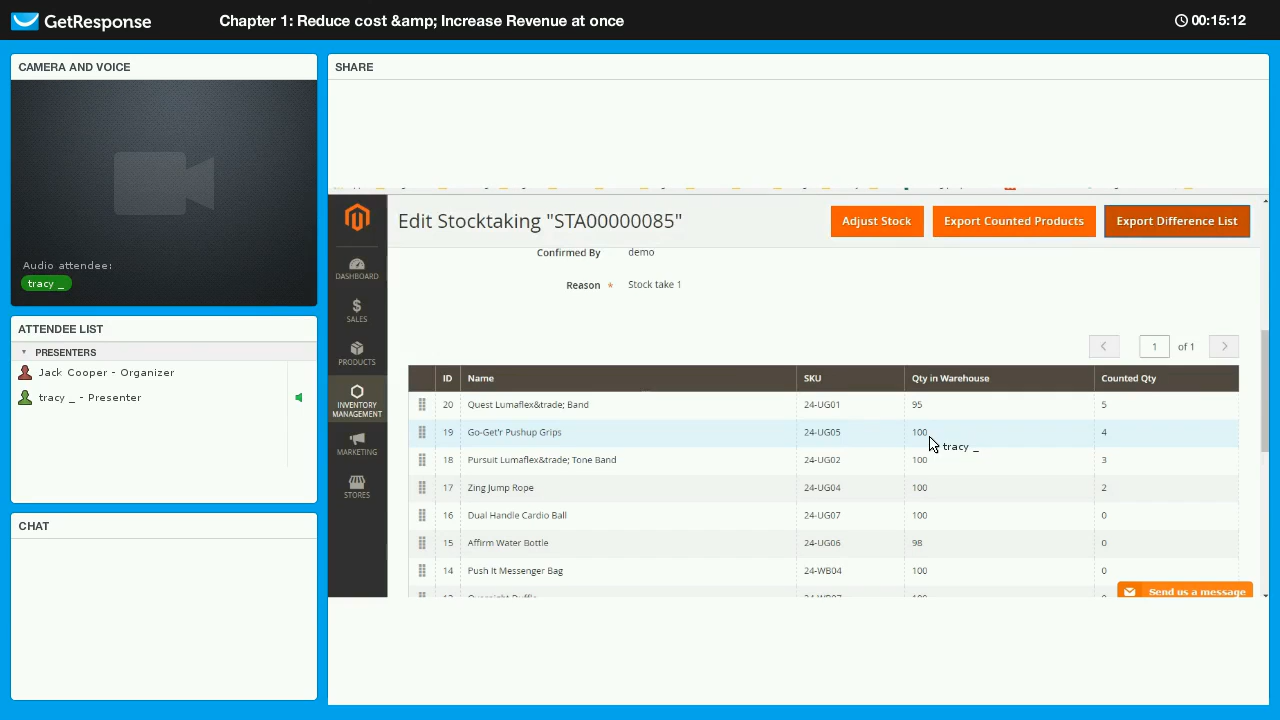 GetResponse
Chapter 1: Reduce cost &amp; Increase Revenue at once
00:15:12
CAMERA AND VOICE
Audio attendee:
tracy _
ATTENDEE LIST
PRESENTERS
Jack Cooper - Organizer
tracy _ - Presenter
CHAT
SHARE
Edit Stocktaking "STA00000085"
Adjust Stock
Export Counted Products
Export Difference List
DASHBOARD
SALES
PRODUCTS
INVENTORY
MANAGEMENT
MARKETING
STORES
Confirmed By demo
Reason * Stock take 1
1 of 1
ID Name SKU Qty in Warehouse Counted Qty
20 Quest Lumaflex&trade; Band 24-UG01 95 5
19 Go-Get'r Pushup Grips 24-UG05 100 4
tracy _
18 Pursuit Lumaflex&trade; Tone Band 24-UG02 100 3
17 Zing Jump Rope 24-UG04 100 2
16 Dual Handle Cardio Ball 24-UG07 100 0
15 Affirm Water Bottle 24-UG06 98 0
14 Push It Messenger Bag 24-WB04 100 0
Send us a message